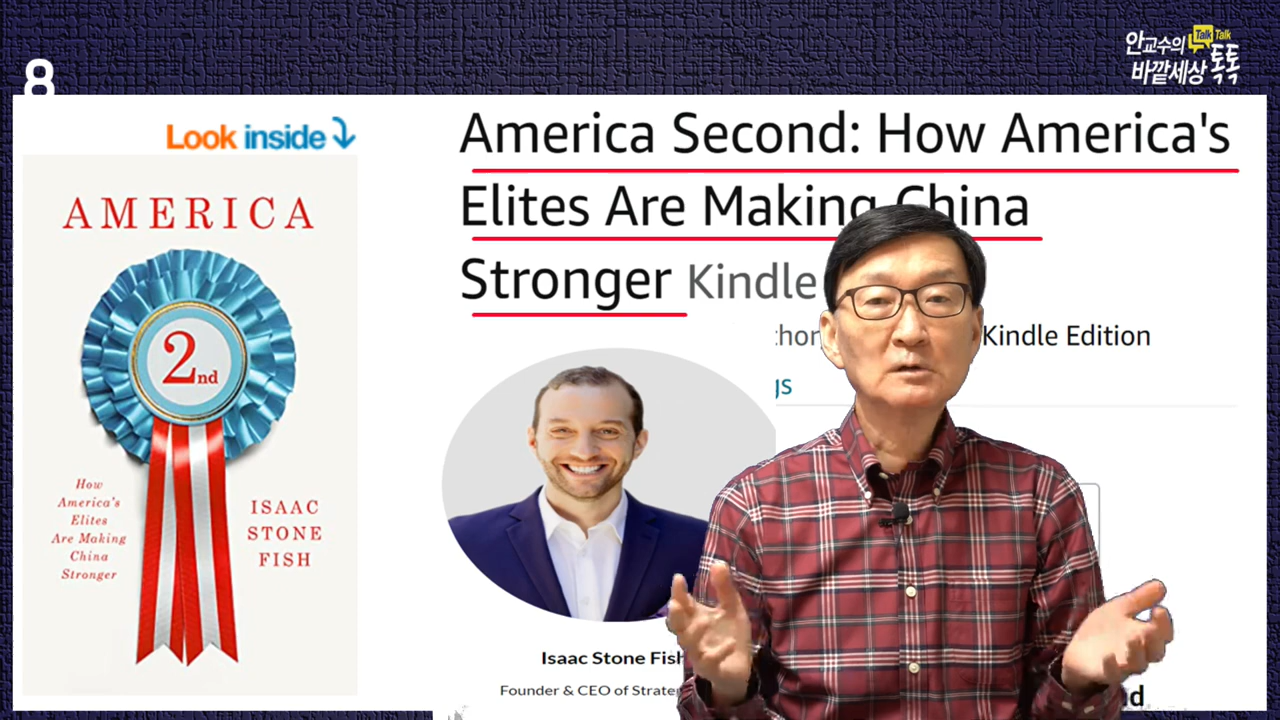 8
안교수의 Talk Talk
바깥세상 톡톡
Look inside
AMERICA
2nd
How
America's
Elites
Are Making
China
Stronger
ISAAC
STONE
FISH
America Second: How America's
Elites Are Making China
Stronger Kindle
Kindle Edition
Isaac Stone Fish
Founder & CEO of